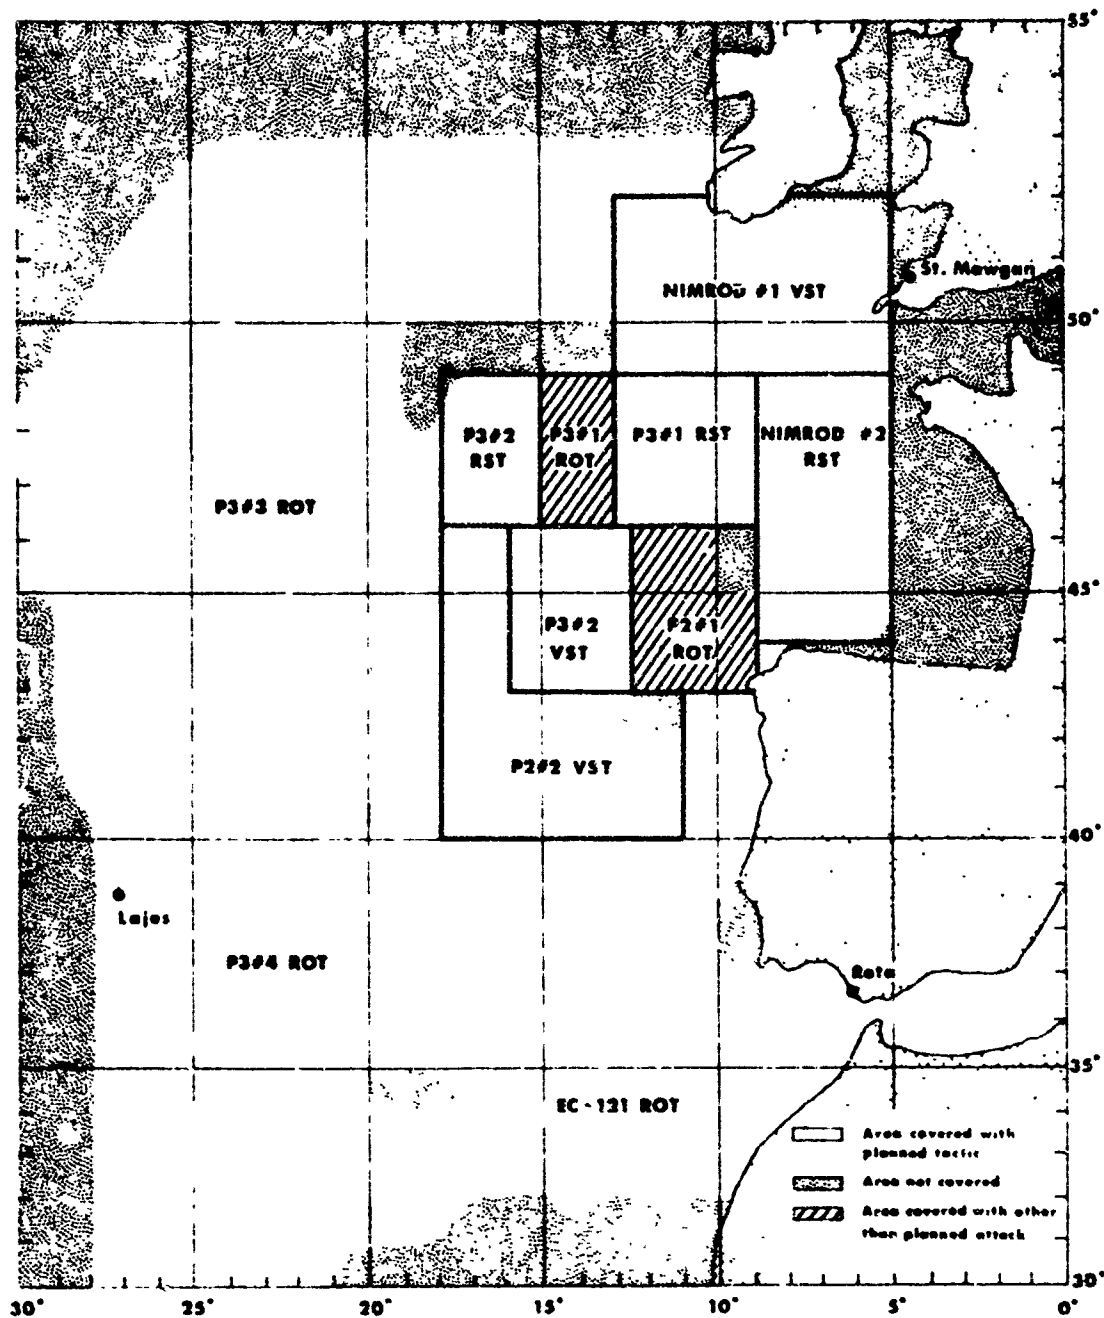 55°
St. Mawgan
NIMROD #1 VST
50°
P3#2
RST
P3#1
ROT
P3#1 RST
NIMROD #2
RST
P3#3 ROT
45°
P3#2
VST
P2#1
ROT
P2#2 VST
40°
Lajes
P3#4 ROT
Rota
35°
EC-121 ROT
Area covered with
planned tactic
Area not covered
Area covered with other
than planned attack
30°
30° 25° 20° 15° 10° 5° 0°